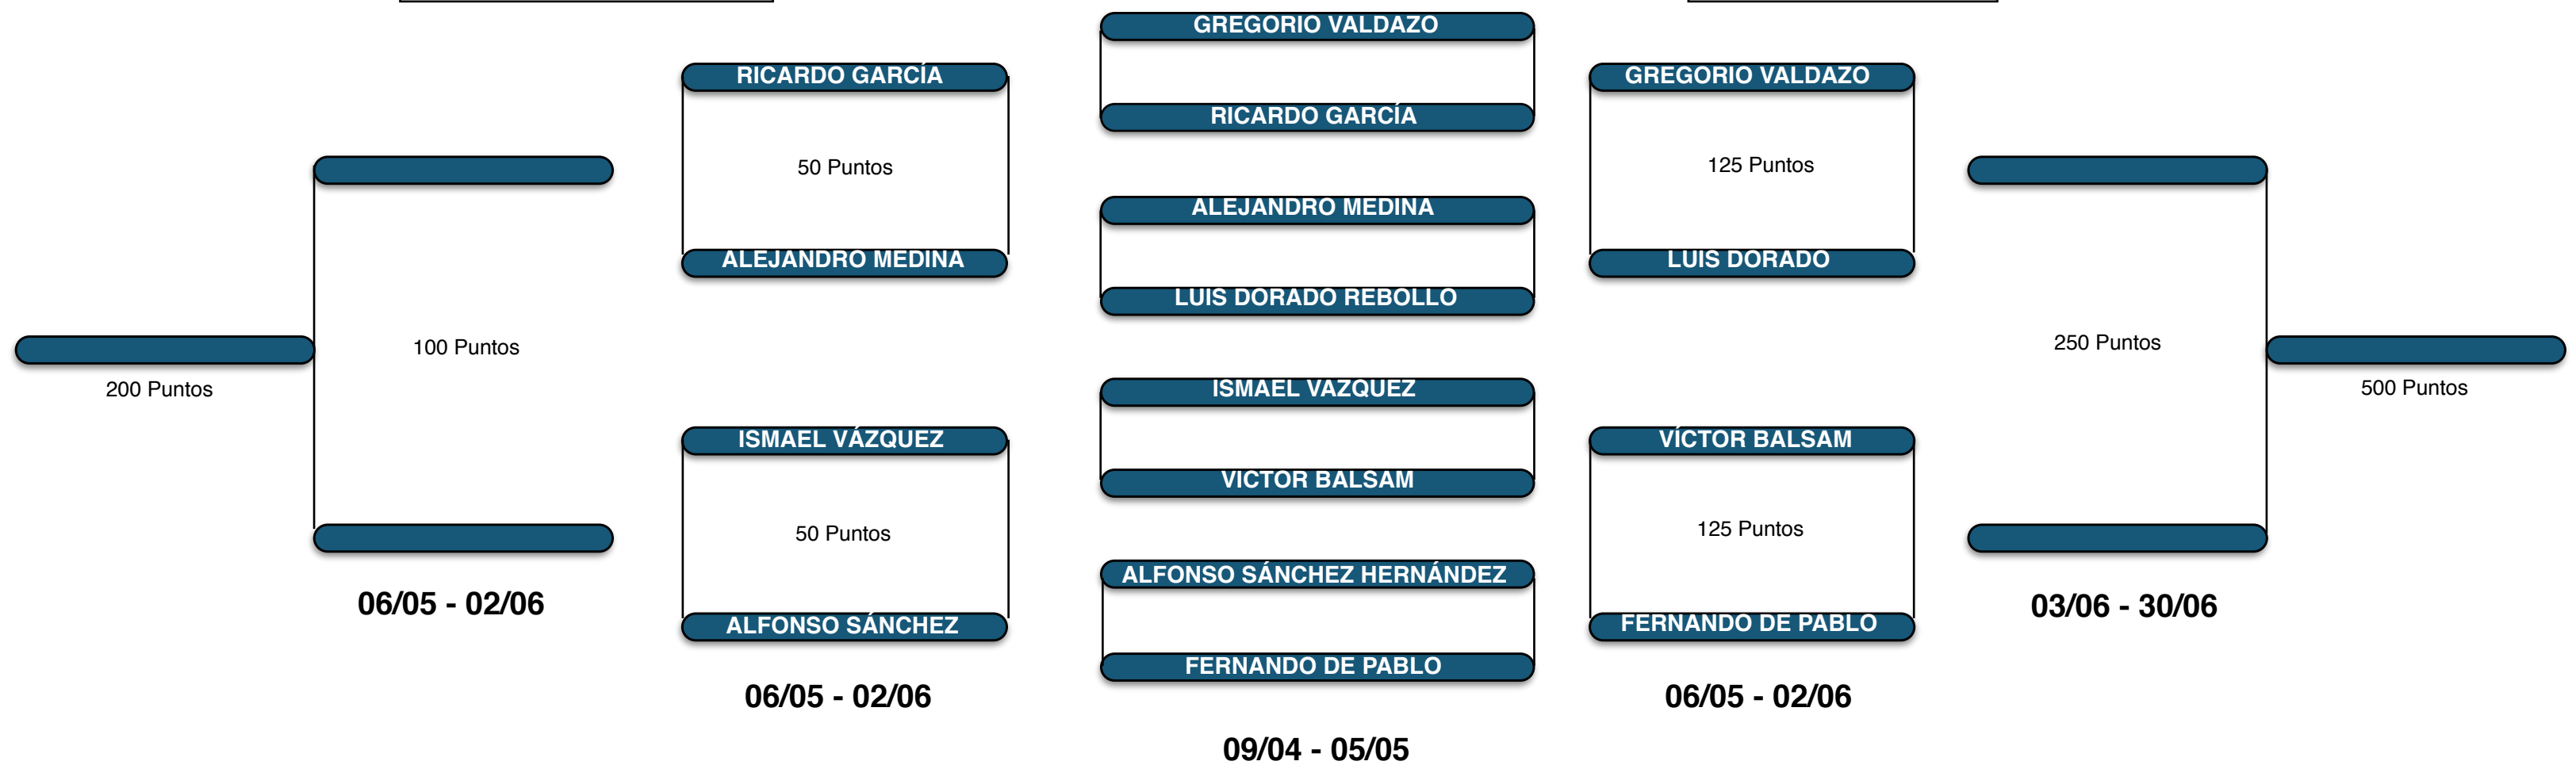 GREGORIO VALDAZO
RICARDO GARCÍA
GREGORIO VALDAZO
RICARDO GARCÍA
50 Puntos
125 Puntos
ALEJANDRO MEDINA
ALEJANDRO MEDINA
LUIS DORADO
LUIS DORADO REBOLLO
100 Puntos
250 Puntos
200 Puntos
ISMAEL VAZQUEZ
500 Puntos
ISMAEL VÁZQUEZ
VÍCTOR BALSAM
VICTOR BALSAM
50 Puntos
125 Puntos
ALFONSO SÁNCHEZ HERNÁNDEZ
06/05 - 02/06
03/06 - 30/06
ALFONSO SÁNCHEZ
FERNANDO DE PABLO
FERNANDO DE PABLO
06/05 - 02/06
06/05 - 02/06
09/04 - 05/05